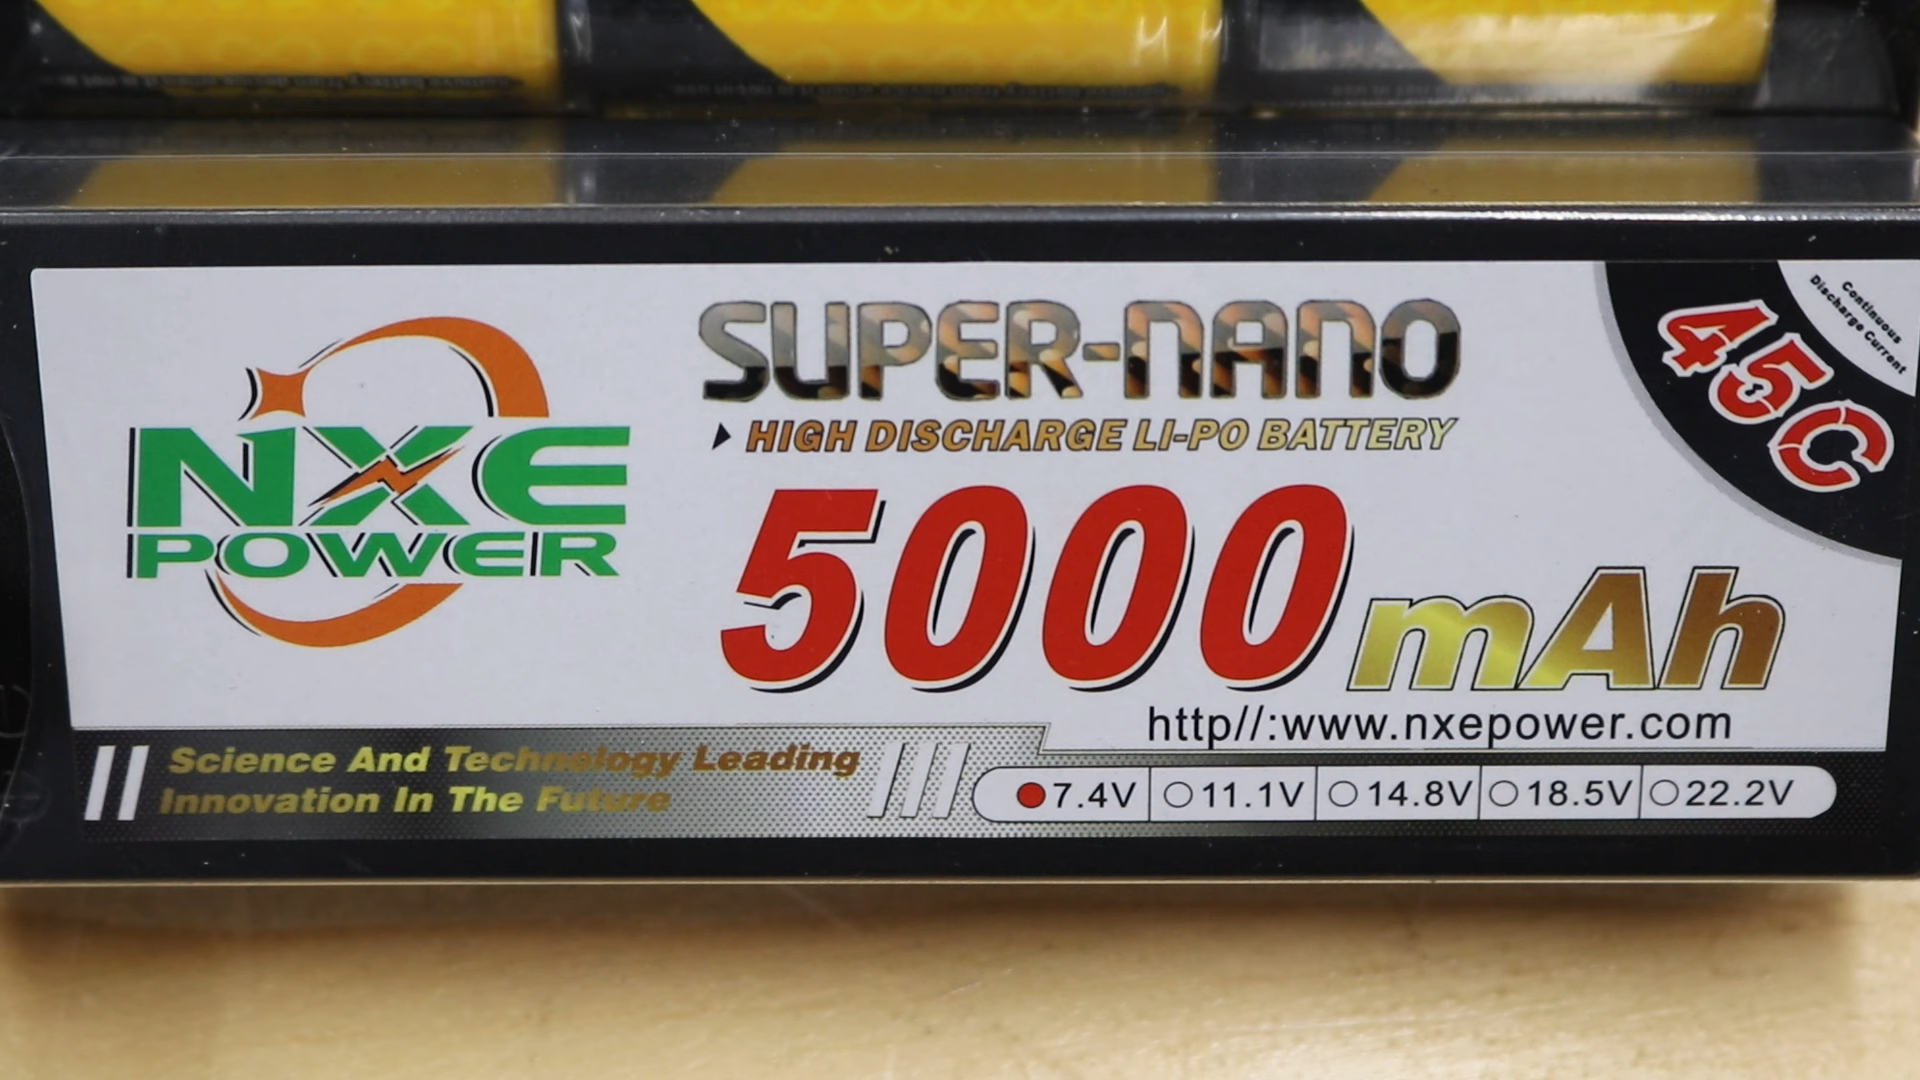 SUPER-NANO
HIGH DISCHARGE LI-PO BATTERY
Continuous
Discharge Current
45C
NXE
POWER
5000mAh
http//:www.nxepower.com
Science And Technology Leading
Innovation In The Future
7.4V 11.1V 14.8V 18.5V 22.2V